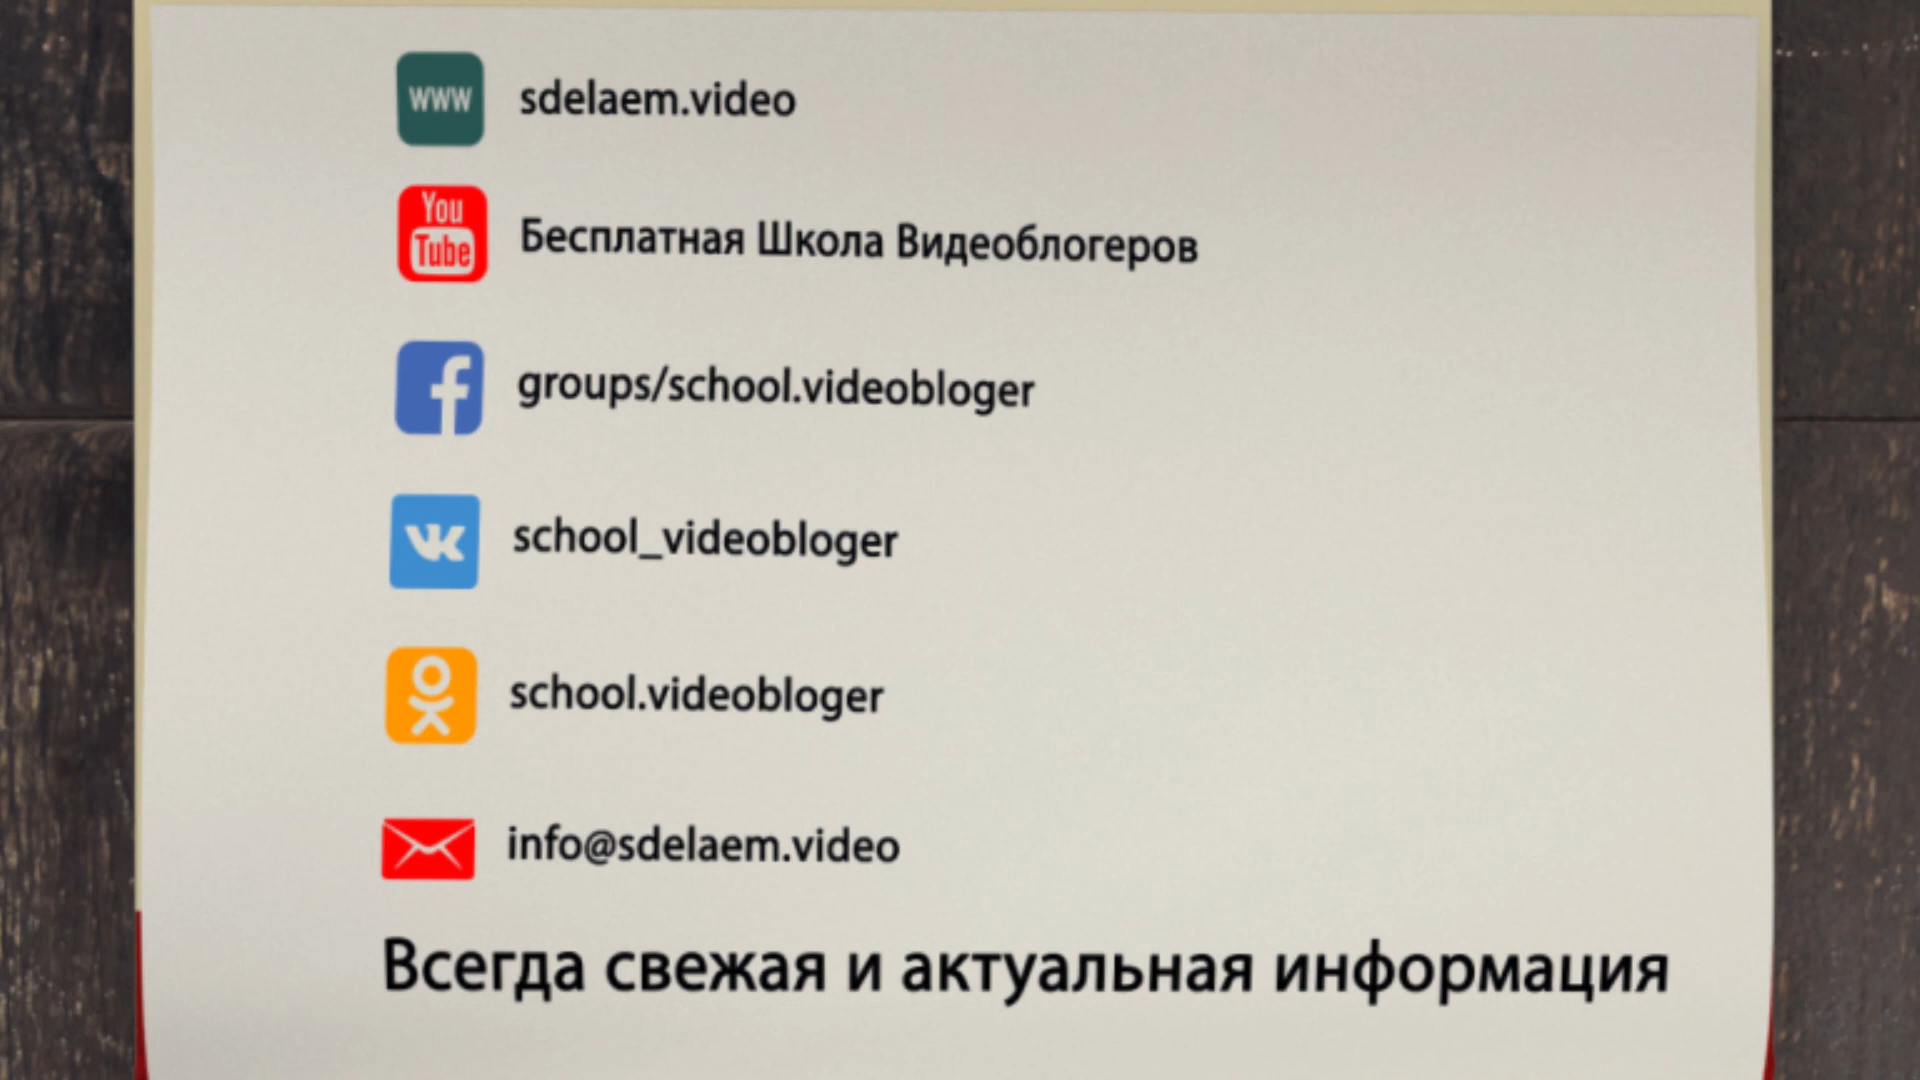 www sdelaem.video
You Tube Бесплатная Школа Видеоблогеров
groups/school.videobloger
school_videobloger
school.videobloger
info@sdelaem.video
Всегда свежая и актуальная информация